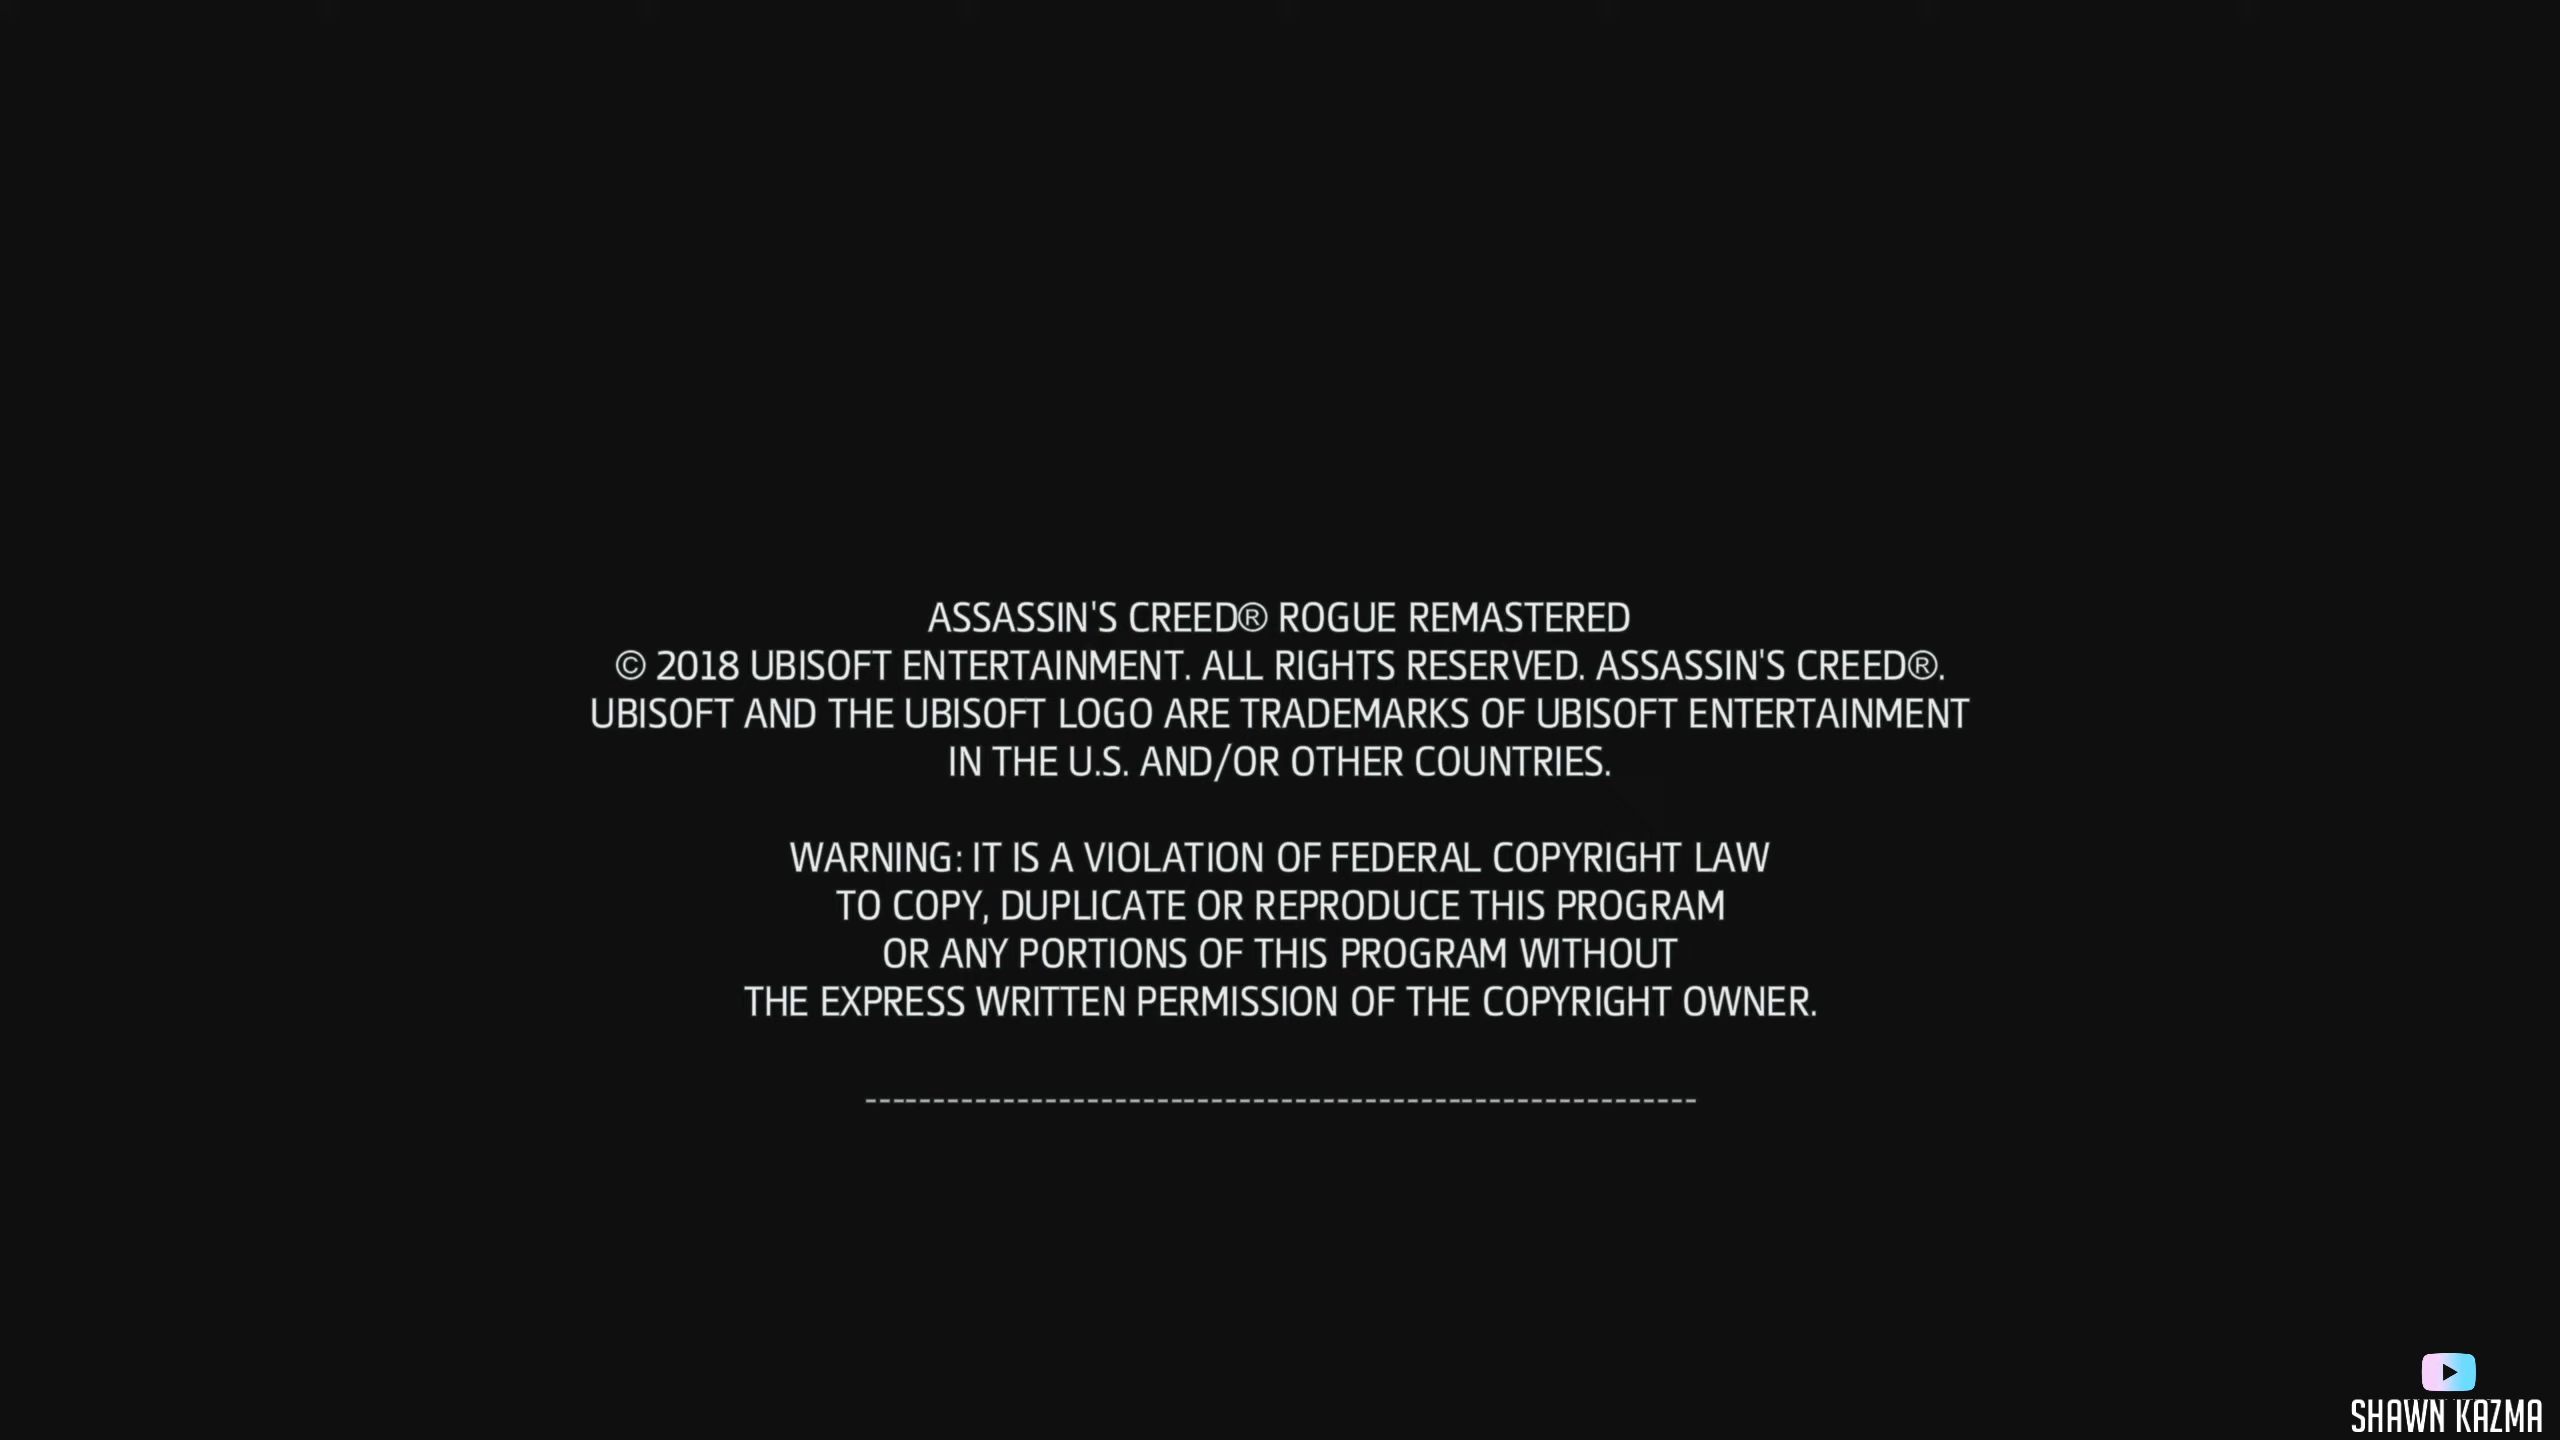 ASSASSIN'S CREED® ROGUE REMASTERED
© 2018 UBISOFT ENTERTAINMENT. ALL RIGHTS RESERVED. ASSASSIN'S CREED®.
UBISOFT AND THE UBISOFT LOGO ARE TRADEMARKS OF UBISOFT ENTERTAINMENT
IN THE U.S. AND/OR OTHER COUNTRIES.
WARNING: IT IS A VIOLATION OF FEDERAL COPYRIGHT LAW
TO COPY, DUPLICATE OR REPRODUCE THIS PROGRAM
OR ANY PORTIONS OF THIS PROGRAM WITHOUT
THE EXPRESS WRITTEN PERMISSION OF THE COPYRIGHT OWNER.
------------------------------------------------------------
SHAWN KAZMA